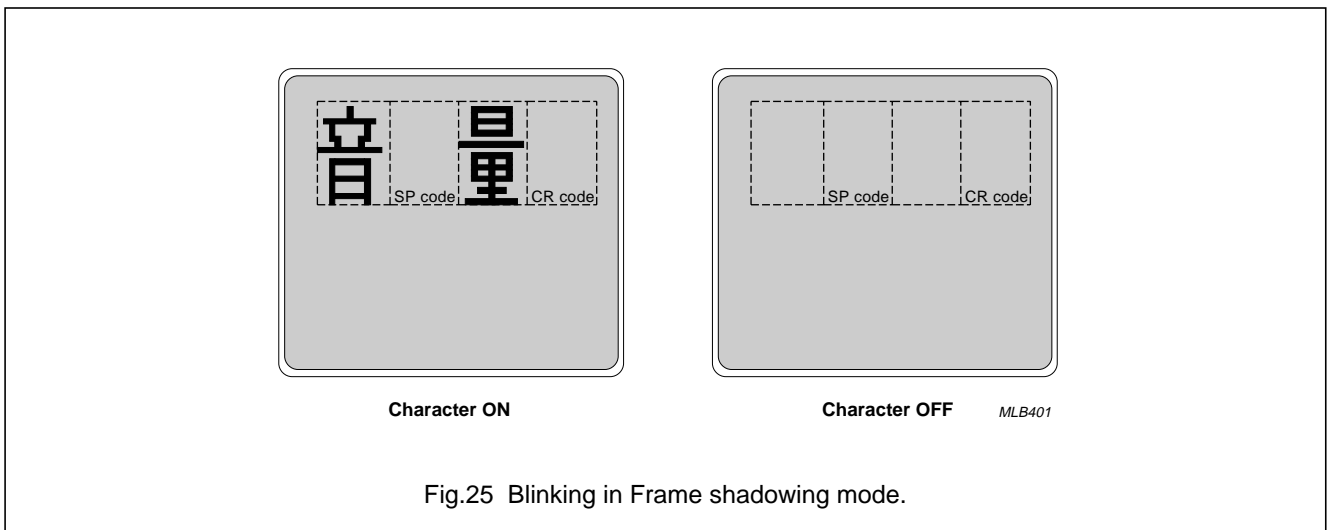 音 SP code 量 CR code
SP code CR code
Character ON
Character OFF MLB401
Fig.25 Blinking in Frame shadowing mode.